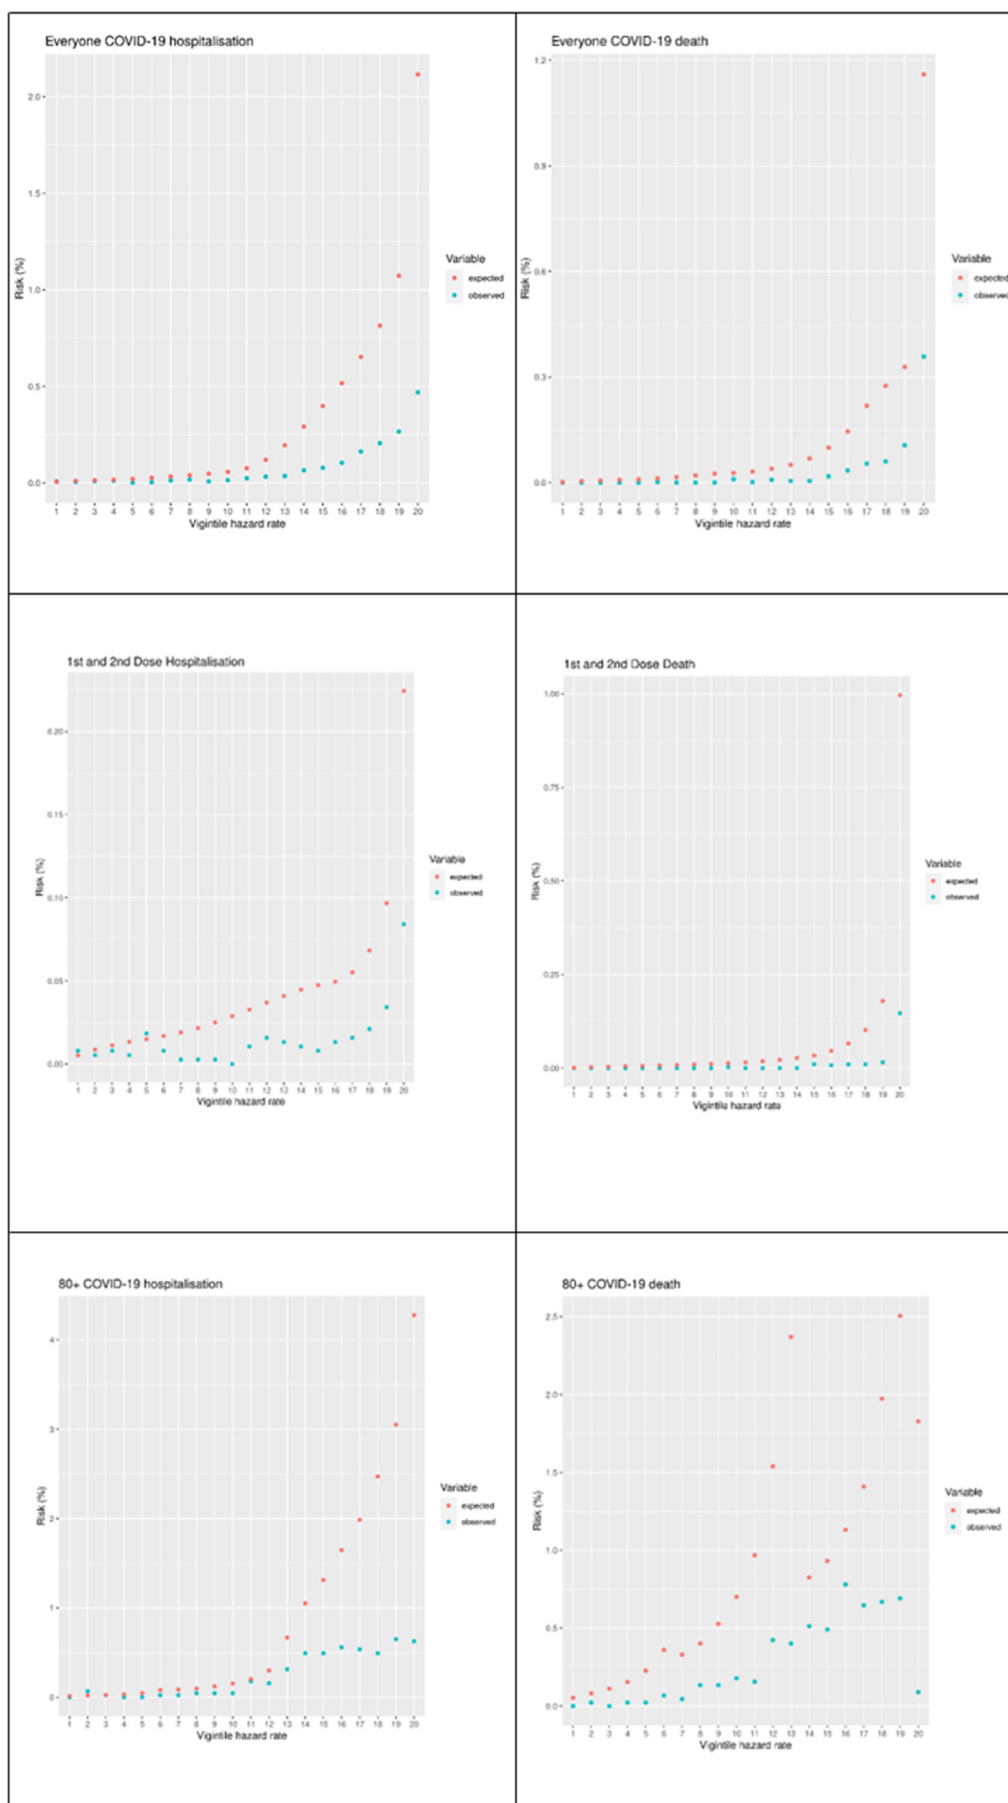 Everyone COVID-19 hospitalisation
2.0
1.5
1.0
0.5
0.0
Risk (%)
1 2 3 4 5 6 7 8 9 10 11 12 13 14 15 16 17 18 19 20
Vigintile hazard rate
Variable
expected
observed
Everyone COVID-19 death
1.2
0.9
0.6
0.3
0.0
Risk (%)
1 2 3 4 5 6 7 8 9 10 11 12 13 14 15 16 17 18 19 20
Vigintile hazard rate
Variable
expected
observed
1st and 2nd Dose Hospitalisation
0.20
0.15
0.10
0.05
0.00
Risk (%)
1 2 3 4 5 6 7 8 9 10 11 12 13 14 15 16 17 18 19 20
Vigintile hazard rate
Variable
expected
observed
1st and 2nd Dose Death
1.00
0.75
0.50
0.25
0.00
Risk (%)
1 2 3 4 5 6 7 8 9 10 11 12 13 14 15 16 17 18 19 20
Vigintile hazard rate
Variable
expected
observed
80+ COVID-19 hospitalisation
4
3
2
1
0
Risk (%)
1 2 3 4 5 6 7 8 9 10 11 12 13 14 15 16 17 18 19 20
Vigintile hazard rate
Variable
expected
observed
80+ COVID-19 death
2.5
2.0
1.5
1.0
0.5
0.0
Risk (%)
1 2 3 4 5 6 7 8 9 10 11 12 13 14 15 16 17 18 19 20
Vigintile hazard rate
Variable
expected
observed